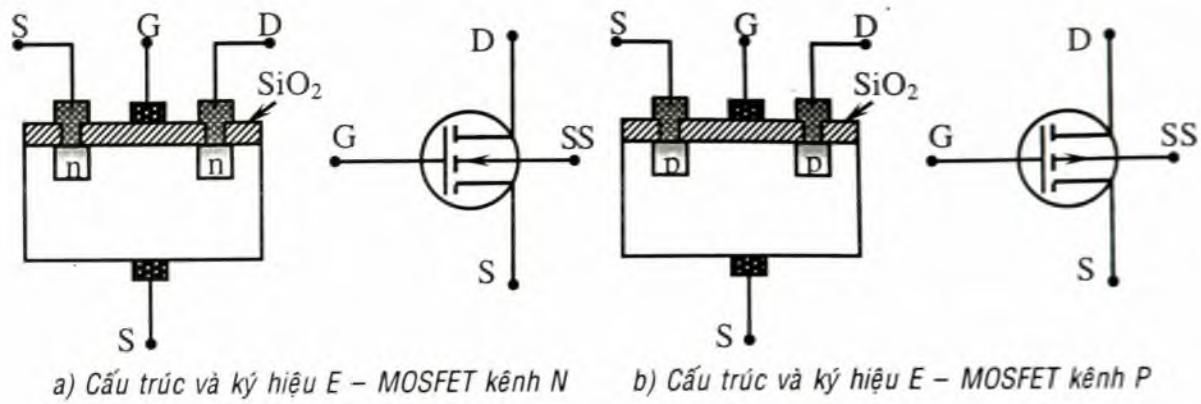 S G D
SiO2
n n
S
D
G SS
S
S G D
SiO2
p p
S
D
G SS
S
a) Cấu trúc và ký hiệu E – MOSFET kênh N
b) Cấu trúc và ký hiệu E – MOSFET kênh P